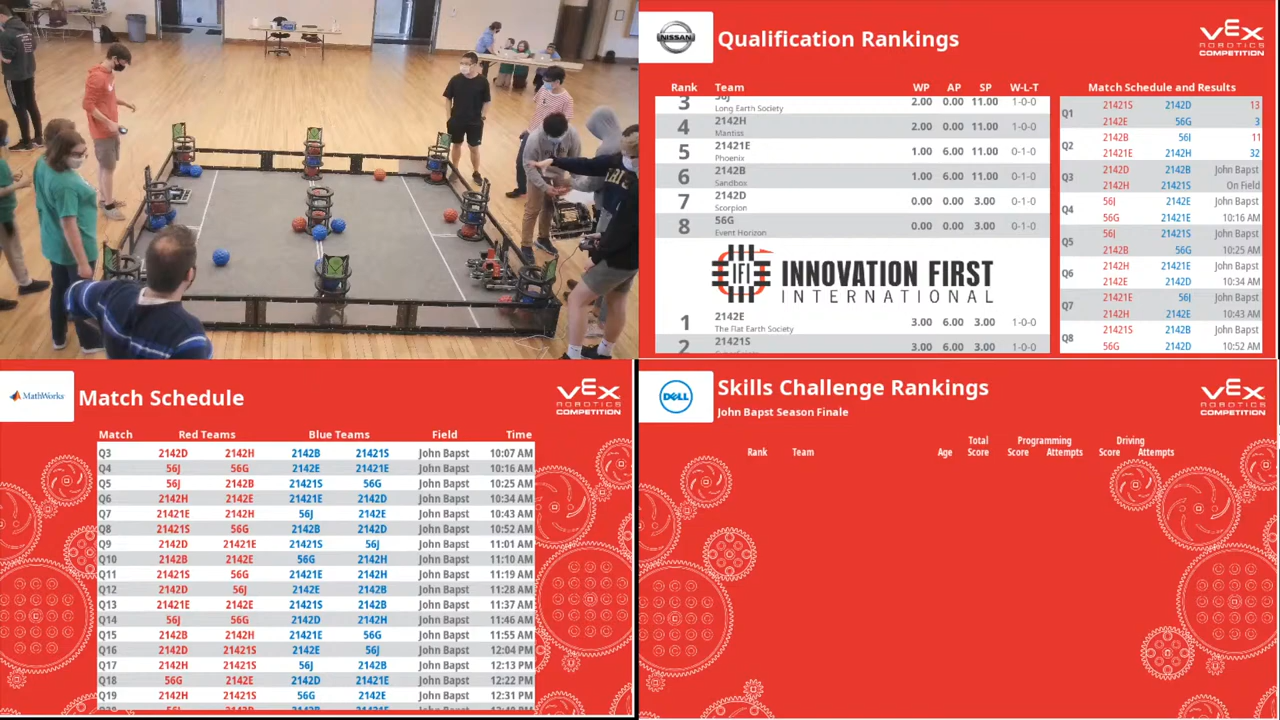 NISSAN
Qualification Rankings
VEX
ROBOTICS
COMPETITION
Rank Team WP AP SP W-L-T
3 56J 2.00 0.00 11.00 1-0-0
Long Earth Society
4 2142H 2.00 0.00 11.00 1-0-0
Mantiss
5 21421E 1.00 6.00 11.00 0-1-0
Phoenix
6 2142B 1.00 6.00 11.00 0-1-0
Sandbox
7 2142D 0.00 0.00 3.00 0-1-0
Scorpion
8 56G 0.00 0.00 3.00 0-1-0
Event Horizon
IFI INNOVATION FIRST
INTERNATIONAL
1 2142E 3.00 6.00 3.00 1-0-0
The Flat Earth Society
2 21421S 3.00 6.00 3.00 1-0-0
Match Schedule and Results
Q1 21421S 2142D 13
2142E 56G 3
Q2 2142B 56J 11
21421E 2142H 32
Q3 2142D 2142B John Bapst
2142H 21421S On Field
Q4 56J 2142E John Bapst
56G 21421E 10:16 AM
Q5 56J 21421S John Bapst
2142B 56G 10:25 AM
Q6 2142H 21421E John Bapst
2142E 2142D 10:34 AM
Q7 21421E 56J John Bapst
2142H 2142E 10:43 AM
Q8 21421S 2142B John Bapst
56G 2142D 10:52 AM
MathWorks
Match Schedule
VEX
ROBOTICS
COMPETITION
Match Red Teams Blue Teams Field Time
Q3 2142D 2142H 2142B 21421S John Bapst 10:07 AM
Q4 56J 56G 2142E 21421E John Bapst 10:16 AM
Q5 56J 2142B 21421S 56G John Bapst 10:25 AM
Q6 2142H 2142E 21421E 2142D John Bapst 10:34 AM
Q7 21421E 2142H 56J 2142E John Bapst 10:43 AM
Q8 21421S 56G 2142B 2142D John Bapst 10:52 AM
Q9 2142D 21421E 21421S 56J John Bapst 11:01 AM
Q10 2142B 2142E 56G 2142H John Bapst 11:10 AM
Q11 21421S 56G 21421E 2142H John Bapst 11:19 AM
Q12 2142D 56J 2142E 2142B John Bapst 11:28 AM
Q13 21421E 2142E 21421S 2142B John Bapst 11:37 AM
Q14 56J 56G 2142D 2142H John Bapst 11:46 AM
Q15 2142B 2142H 21421E 56G John Bapst 11:55 AM
Q16 2142D 21421S 2142E 56J John Bapst 12:04 PM
Q17 2142H 21421S 56J 2142B John Bapst 12:13 PM
Q18 56G 2142E 2142D 21421E John Bapst 12:22 PM
Q19 2142H 21421S 56G 2142E John Bapst 12:31 PM
DELL
Skills Challenge Rankings
John Bapst Season Finale
VEX
ROBOTICS
COMPETITION
Rank Team Age Total Score Programming Score Attempts Driving Score Attempts